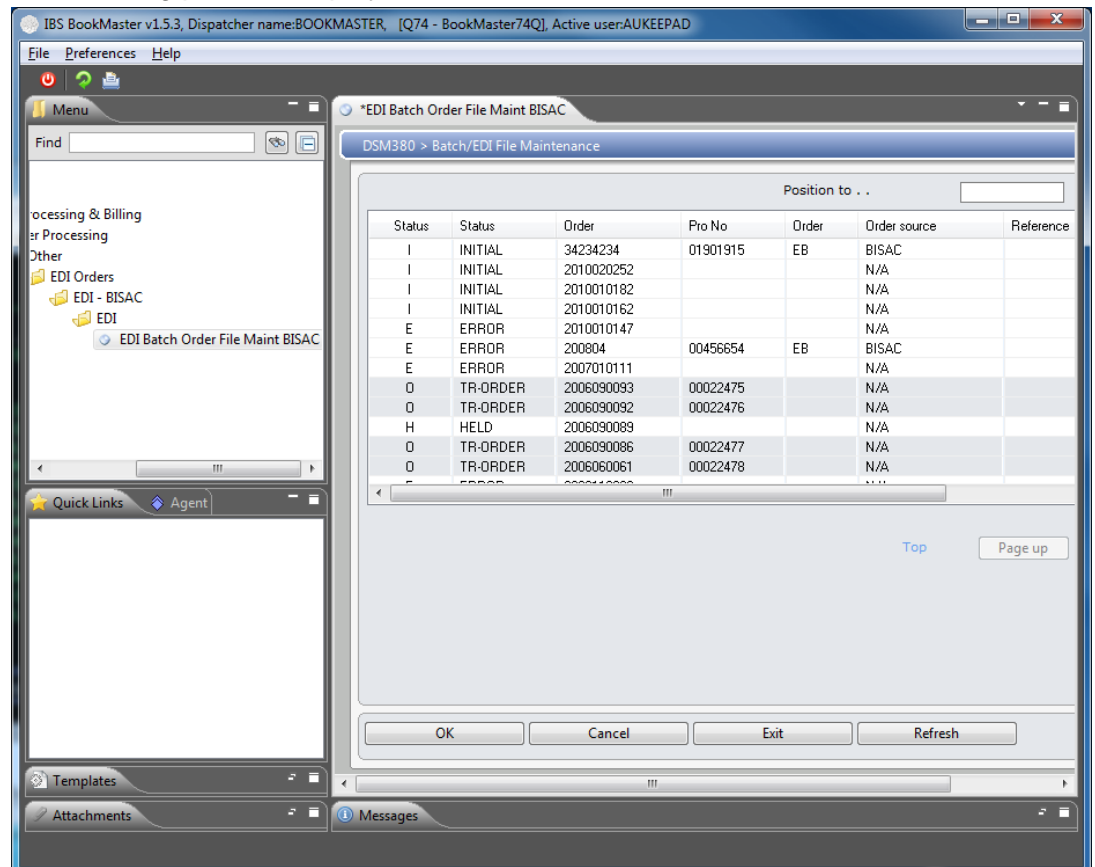 IBS BookMaster v1.5.3, Dispatcher name:BOOKMASTER, [Q74 - BookMaster74Q], Active user:AUKEEPAD
File Preferences Help
Menu
Find
rocessing & Billing
er Processing
Other
EDI Orders
EDI - BISAC
EDI
EDI Batch Order File Maint BISAC
Quick Links Agent
Templates
Attachments
*EDI Batch Order File Maint BISAC
DSM380 > Batch/EDI File Maintenance
Position to . .
Status Status Order Pro No Order Order source Reference
I INITIAL 34234234 01901915 EB BISAC
I INITIAL 2010020252 N/A
I INITIAL 2010010182 N/A
I INITIAL 2010010162 N/A
E ERROR 2010010147 N/A
E ERROR 200804 00456654 EB BISAC
E ERROR 2007010111 N/A
O TR-ORDER 2006090093 00022475 N/A
O TR-ORDER 2006090092 00022476 N/A
H HELD 2006090089 N/A
O TR-ORDER 2006090086 00022477 N/A
O TR-ORDER 2006060061 00022478 N/A
Top Page up
OK Cancel Exit Refresh
Messages